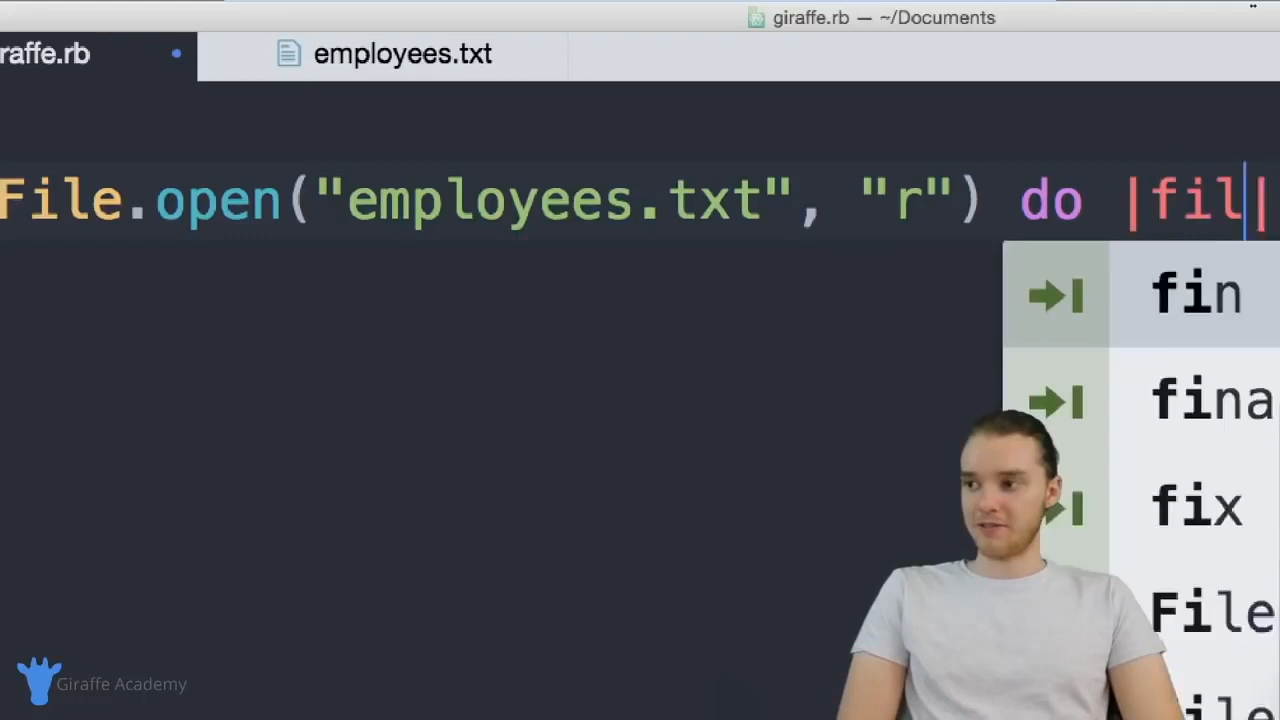 giraffe.rb — ~/Documents
raffe.rb
employees.txt
File.open("employees.txt", "r") do |fil|
fin
fina
fix
File
Giraffe Academy